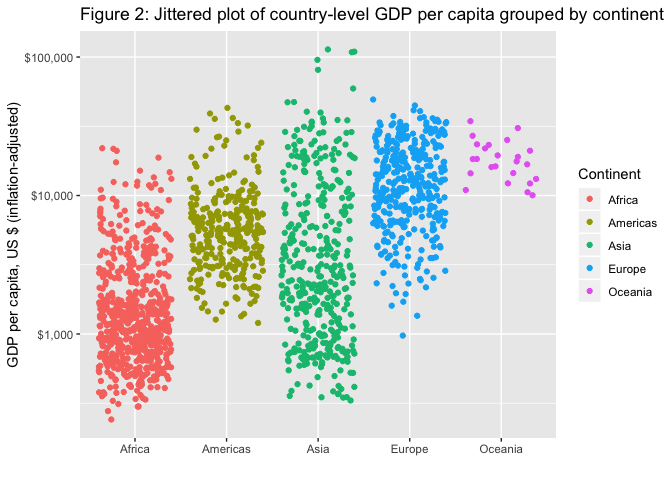 Figure 2: Jittered plot of country-level GDP per capita grouped by continent
GDP per capita, US $ (inflation-adjusted)
$100,000
$10,000
$1,000
Africa
Americas
Asia
Europe
Oceania
Continent
Africa
Americas
Asia
Europe
Oceania